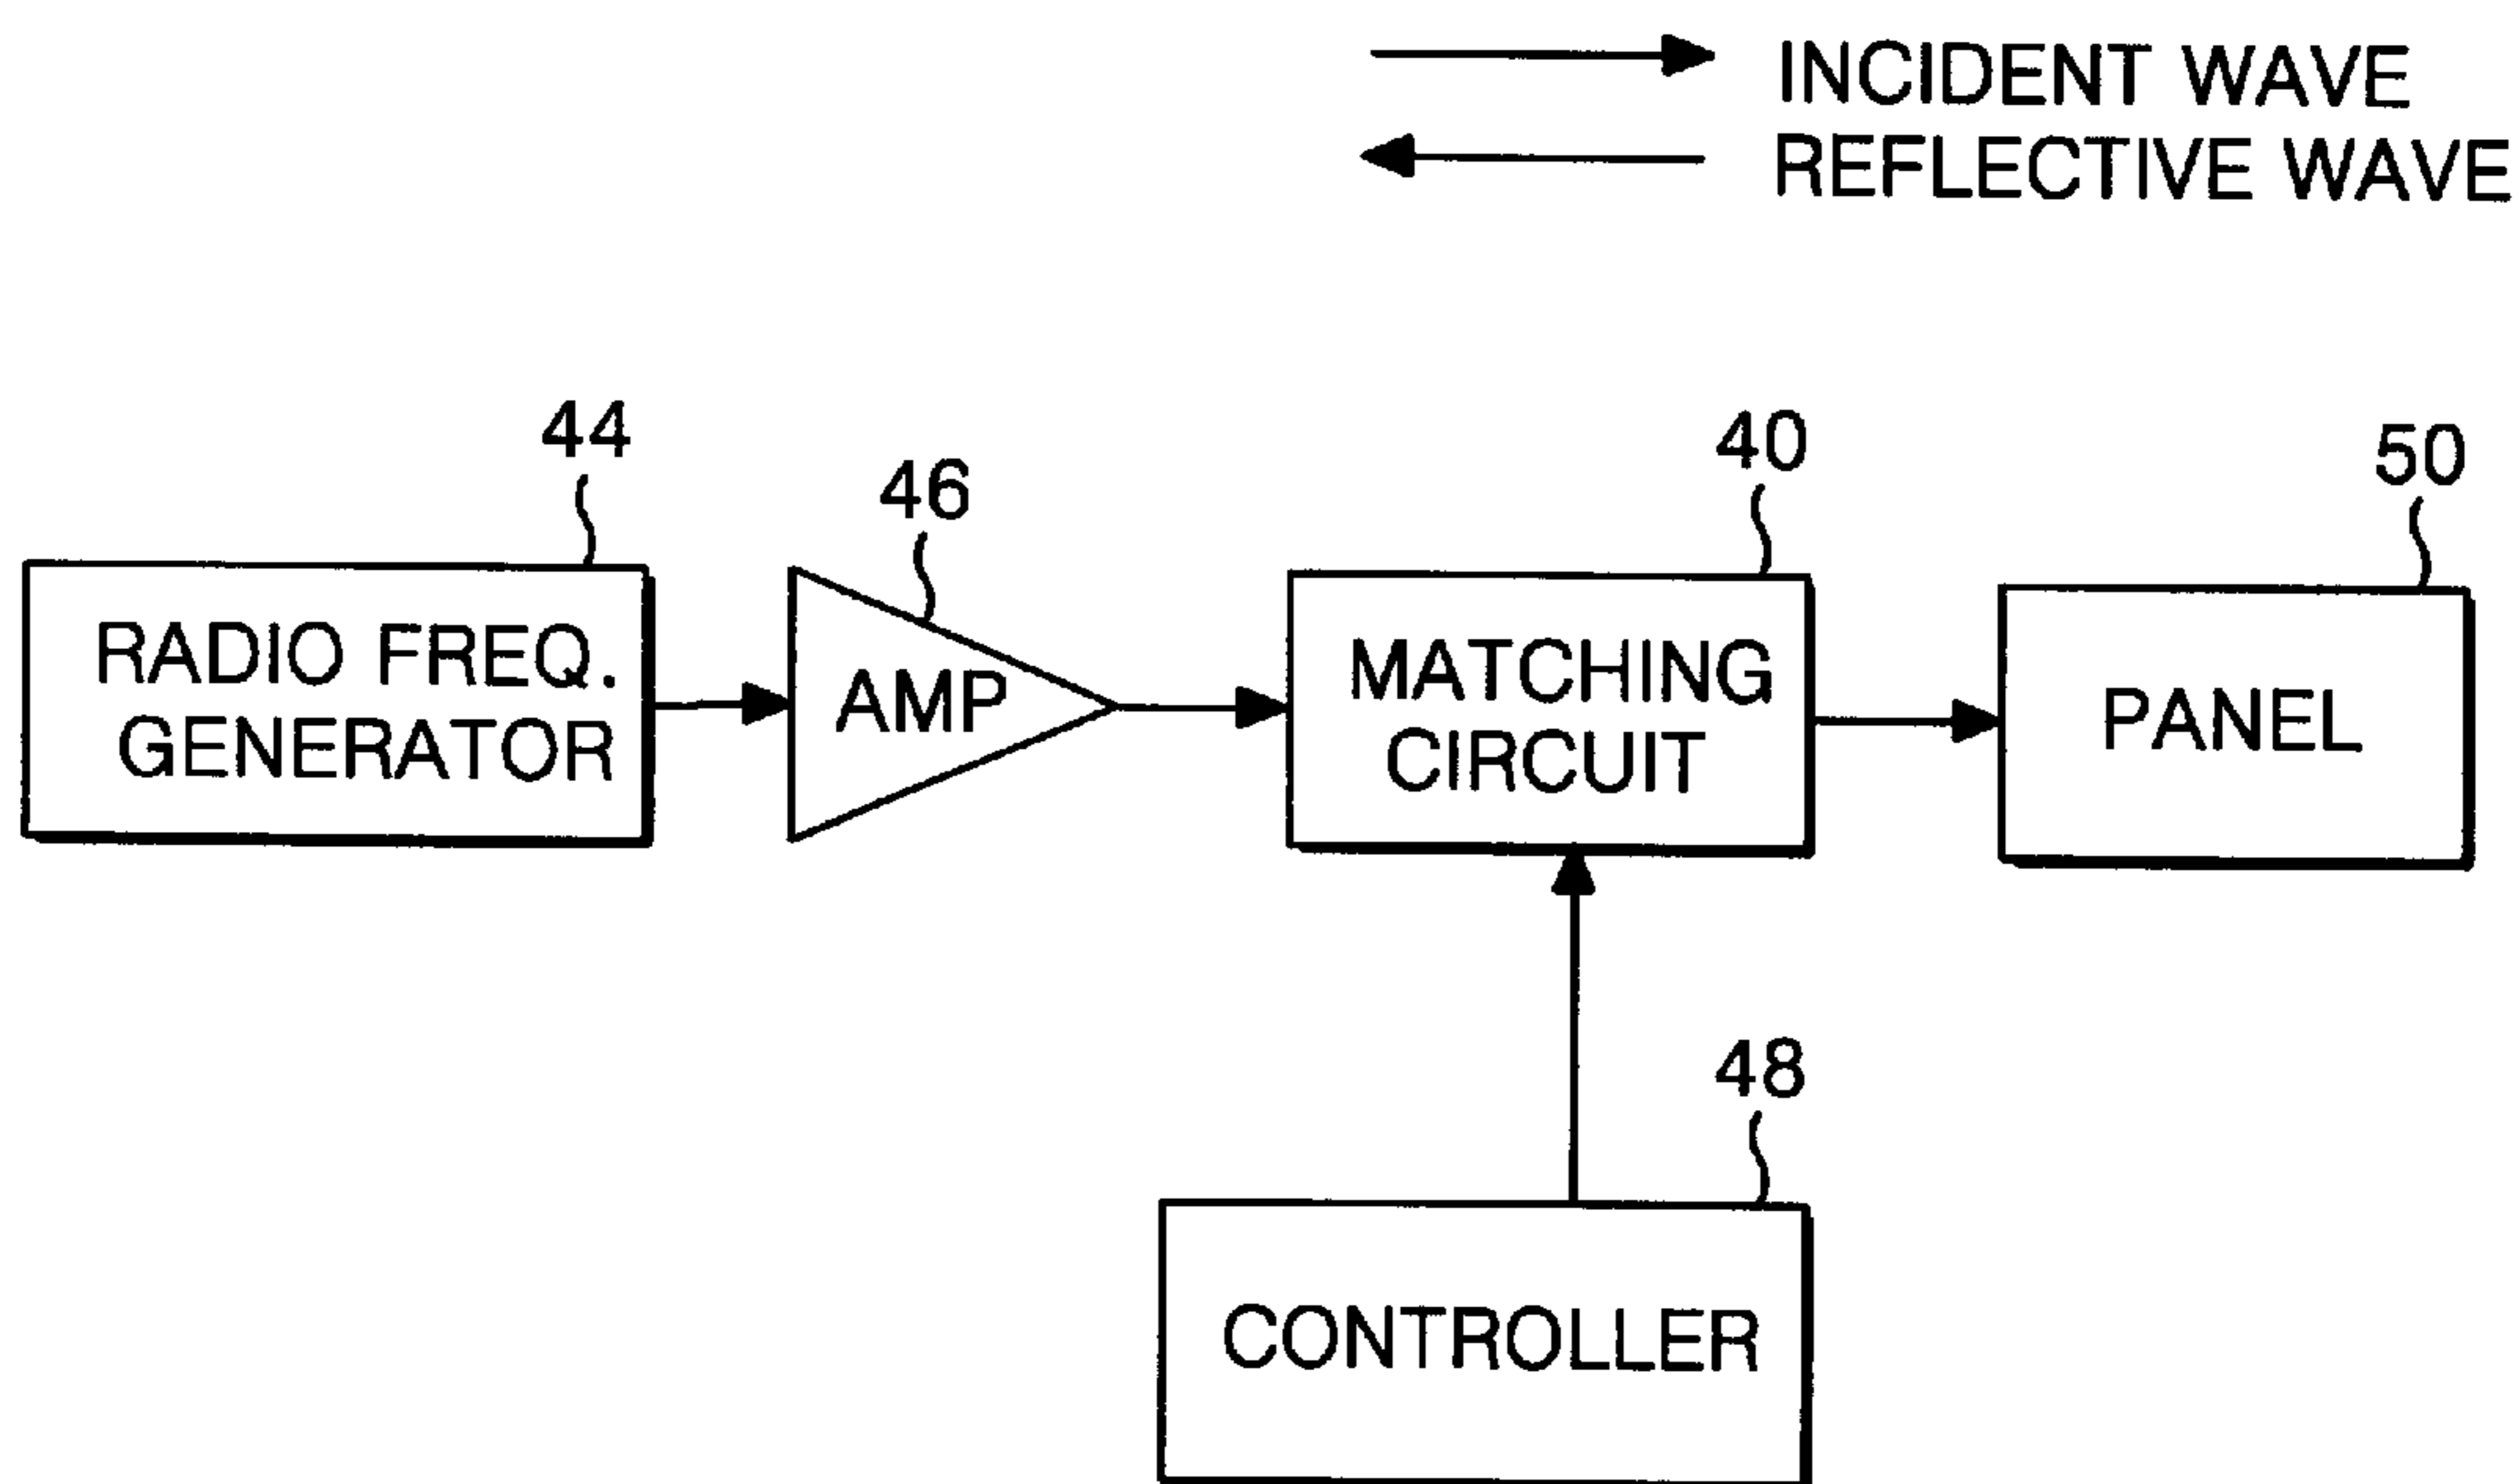 INCIDENT WAVE
REFLECTIVE WAVE
44
46
40
50
RADIO FREQ.
GENERATOR
AMP
MATCHING
CIRCUIT
PANEL
48
CONTROLLER